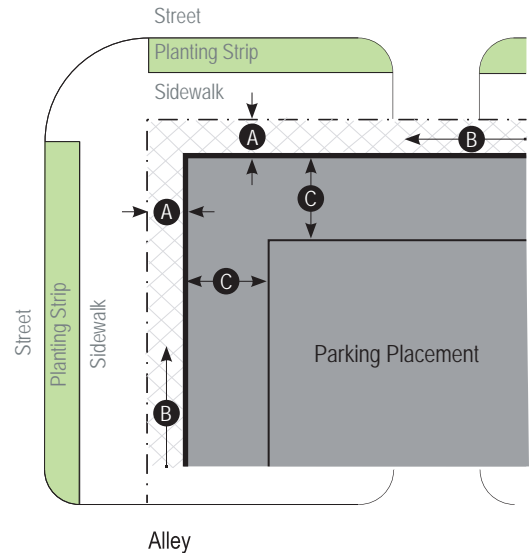 Street
Planting Strip
Sidewalk
A
B
C
A
C
B
Street
Planting Strip
Sidewalk
Parking Placement
Alley